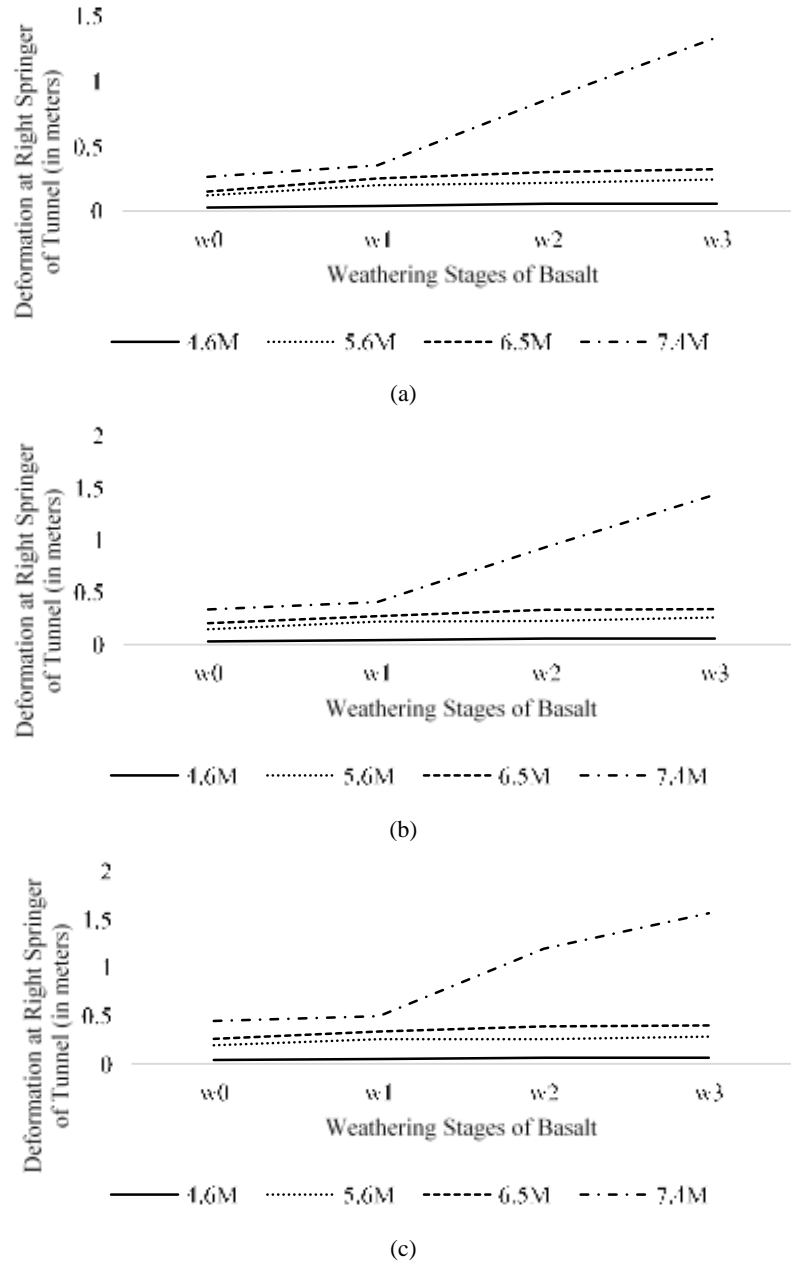 1.5
1
0.5
0
Deformation at Right Springer
of Tunnel (in meters)
w0 w1 w2 w3
Weathering Stages of Basalt
4.6M 5.6M 6.5M 7.4M
(a)
2
1.5
1
0.5
0
Deformation at Right Springer
of Tunnel (in meters)
w0 w1 w2 w3
Weathering Stages of Basalt
4.6M 5.6M 6.5M 7.4M
(b)
2
1.5
1
0.5
0
Deformation at Right Springer
of Tunnel (in meters)
w0 w1 w2 w3
Weathering Stages of Basalt
4.6M 5.6M 6.5M 7.4M
(c)